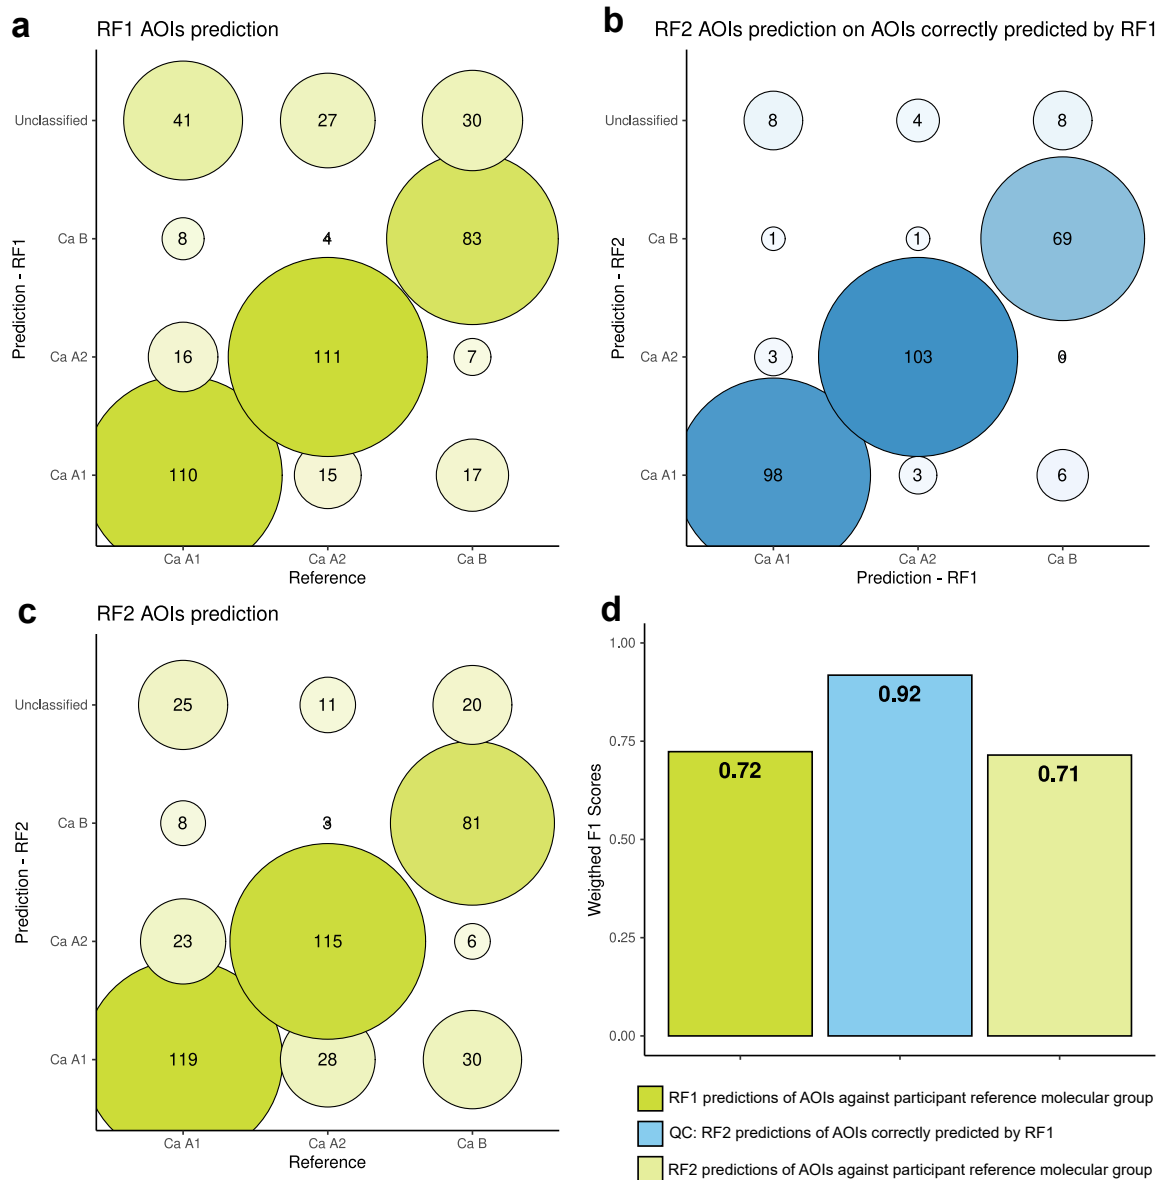 a
RF1 AOIs prediction
Unclassified
41
27
30
Ca B
8
4
83
Ca A2
16
111
7
Ca A1
110
15
17
Ca A1
Ca A2
Ca B
Reference
Prediction - RF1
b
RF2 AOIs prediction on AOIs correctly predicted by RF1
Unclassified
8
4
8
Ca B
1
1
69
Ca A2
3
103
0
Ca A1
98
3
6
Ca A1
Ca A2
Ca B
Prediction - RF1
Prediction - RF2
c
RF2 AOIs prediction
Unclassified
25
11
20
Ca B
8
3
81
Ca A2
23
115
6
Ca A1
119
28
30
Ca A1
Ca A2
Ca B
Reference
Prediction - RF2
d
1.00
0.75
0.50
0.25
0.00
Weigthed F1 Scores
0.72
0.92
0.71
RF1 predictions of AOIs against participant reference molecular group
QC: RF2 predictions of AOIs correctly predicted by RF1
RF2 predictions of AOIs against participant reference molecular group